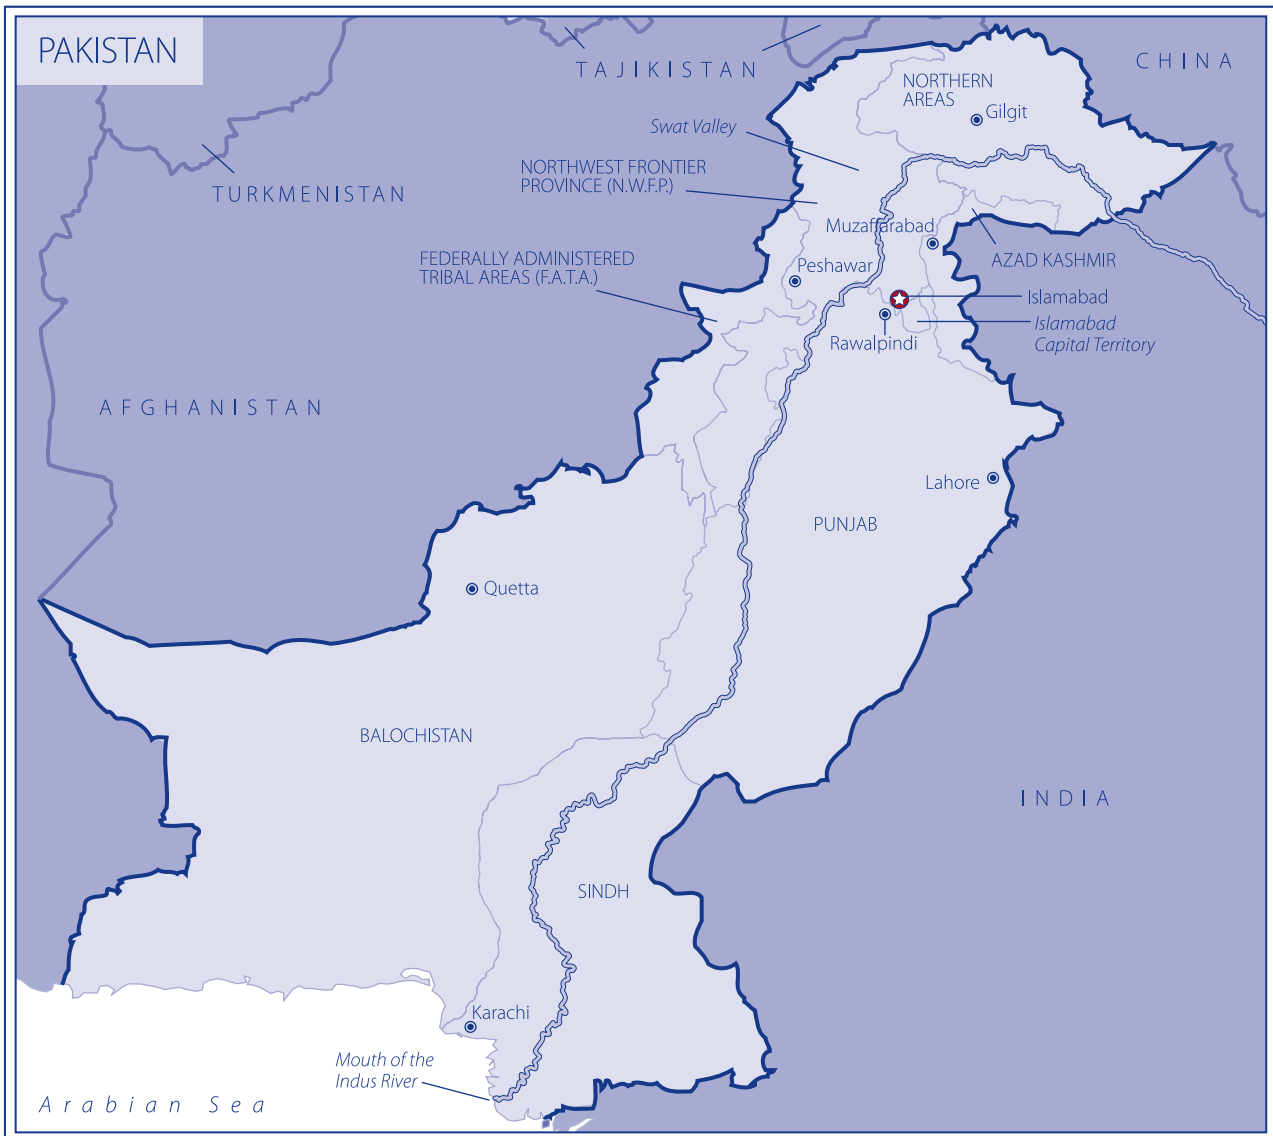 PAKISTAN
TAJIKISTAN
CHINA
NORTHERN
AREAS
Gilgit
Swat Valley
NORTHWEST FRONTIER
PROVINCE (N.W.F.P.)
TURKMENISTAN
Muzaffarabad
FEDERALLY ADMINISTERED
TRIBAL AREAS (F.A.T.A.)
Peshawar
AZAD KASHMIR
Islamabad
Islamabad
Capital Territory
Rawalpindi
AFGHANISTAN
Lahore
PUNJAB
Quetta
BALOCHISTAN
INDIA
SINDH
Karachi
Mouth of the
Indus River
Arabian Sea